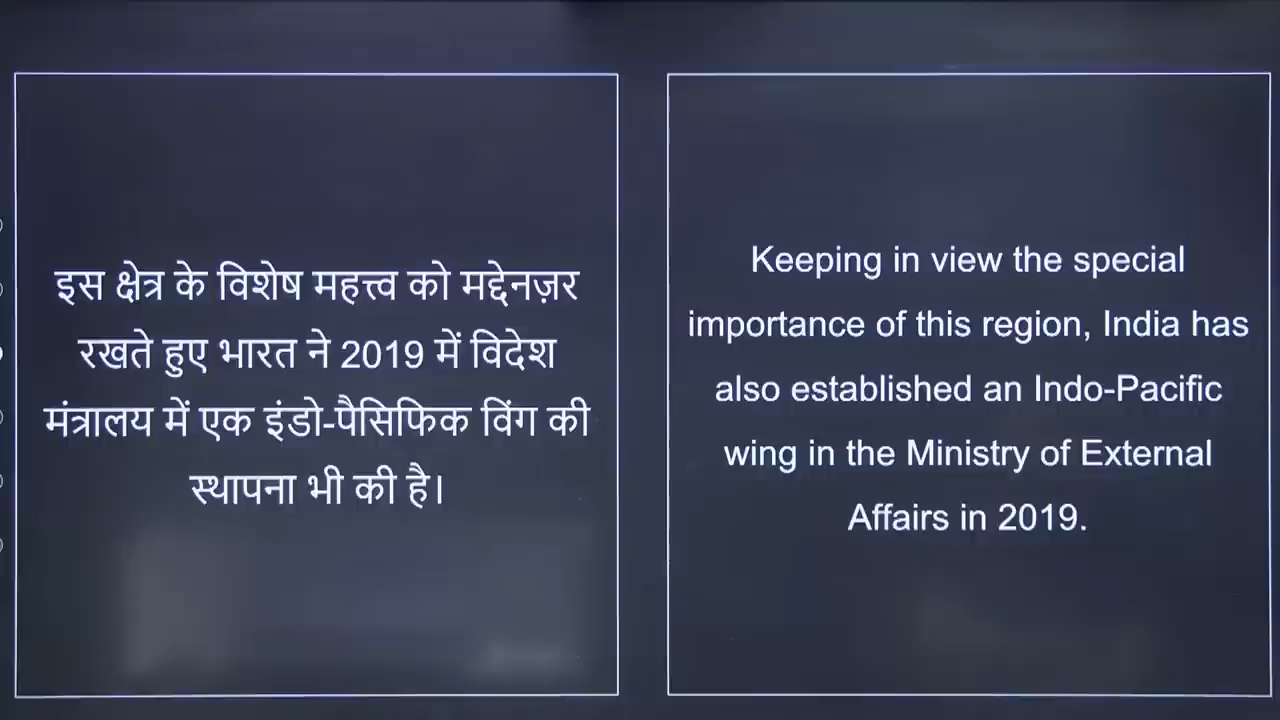 इस क्षेत्र के विशेष महत्त्व को मद्देनज़र
रखते हुए भारत ने 2019 में विदेश
मंत्रालय में एक इंडो-पैसिफिक विंग की
स्थापना भी की है।
Keeping in view the special
importance of this region, India has
also established an Indo-Pacific
wing in the Ministry of External
Affairs in 2019.